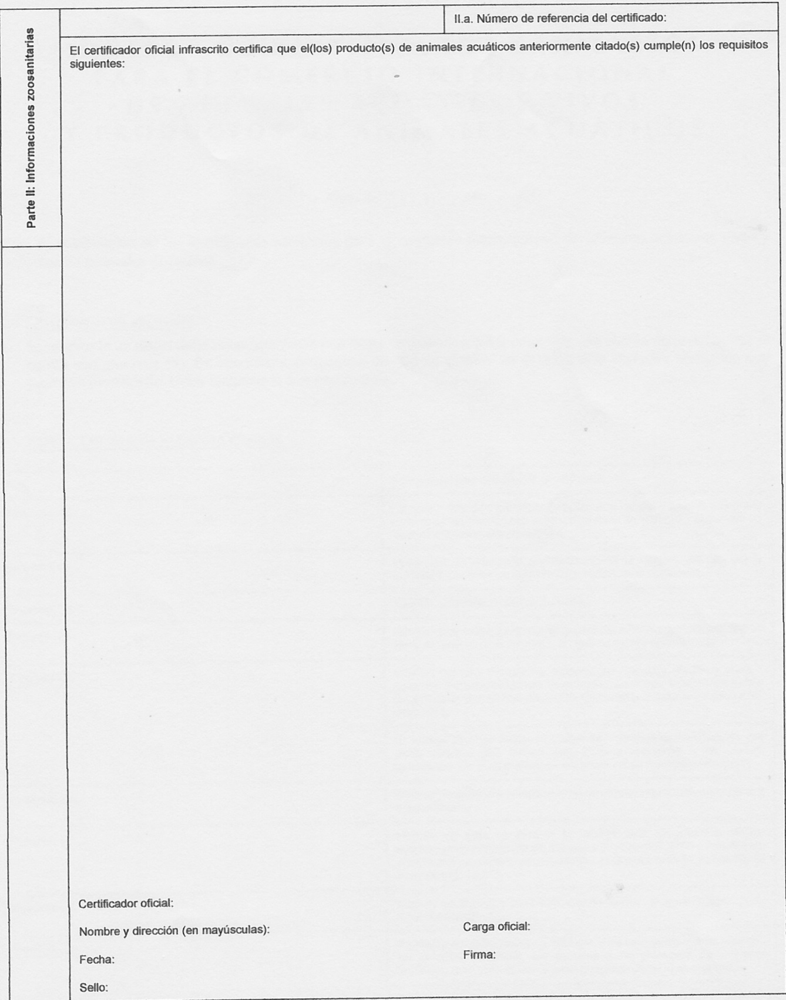 Parte II: Informaciones zoosanitarias
II.a. Número de referencia del certificado:
El certificador oficial infrascrito certifica que el(los) producto(s) de animales acuáticos anteriormente citado(s) cumple(n) los requisitos
siguientes:
Certificador oficial:
Nombre y dirección (en mayúsculas):
Carga oficial:
Fecha:
Firma:
Sello: